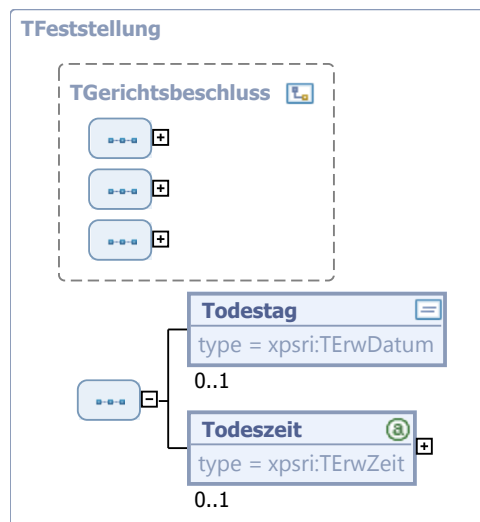 TFeststellung
TGerichtsbeschluss
Todestag
type = xpsri:TErwDatum
0..1
Todeszeit
type = xpsri:TErwZeit
0..1